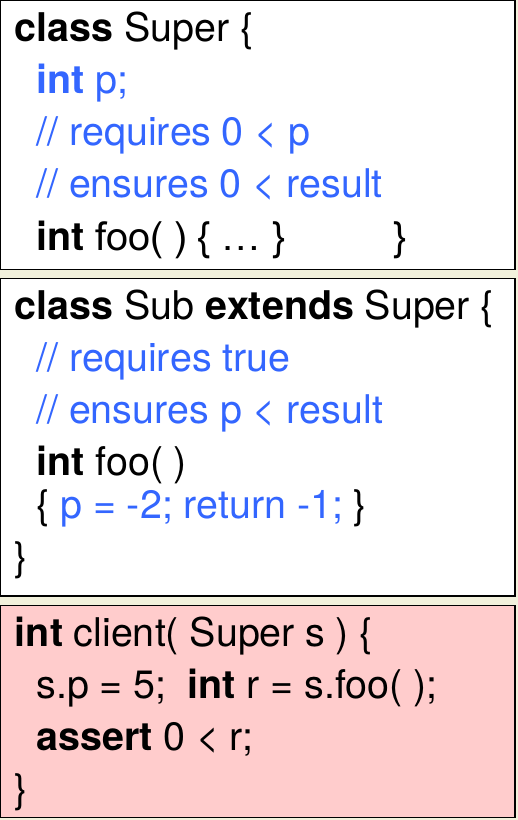 class Super {
int p;
// requires 0 < p
// ensures 0 < result
int foo( ) { … } }
class Sub extends Super {
// requires true
// ensures p < result
int foo( )
{ p = -2; return -1; }
}
int client( Super s ) {
s.p = 5; int r = s.foo( );
assert 0 < r;
}